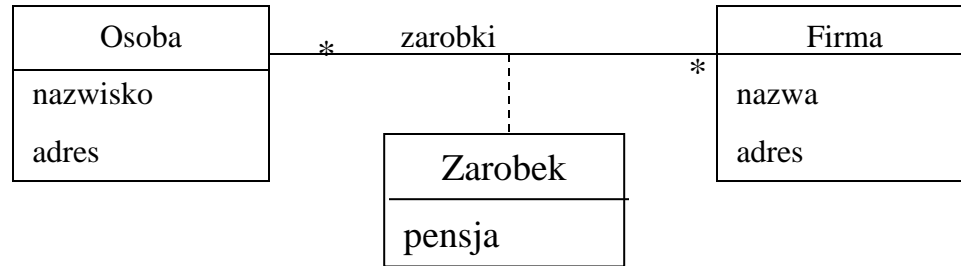 Osoba
* zarobki *
Firma
nazwisko
adres
nazwa
adres
Zarobek
pensja